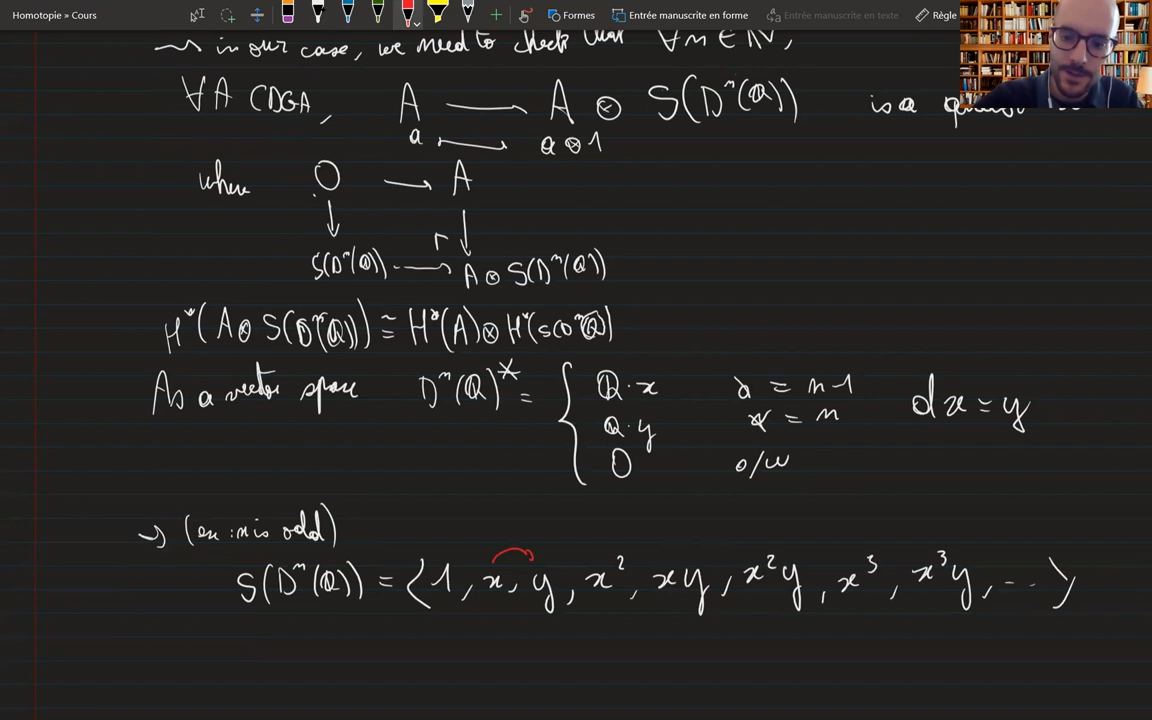 Homotopie » Cours
Formes
Entrée manuscrite en forme
Entrée manuscrite en texte
Règle
⇝ in our case, we need to check that ∀n ∈ ℕ,
∀A CDGA, A ⟶ A ⊗ S(Dⁿ(ℚ)) is a
a ⟼ a ⊗ 1
where 0 ⟶ A
S(Dⁿ(ℚ)) ⟶ A ⊗ S(Dⁿ(ℚ))
H*(A ⊗ S(Dⁿ(ℚ))) ≅ H*(A) ⊗ H*(S(Dⁿ(ℚ))
As a vector space Dⁿ(ℚ)* = { ℚ·x * = n-1 dx = y
ℚ·y * = n
0 o/w
→ (ex: n is odd)
S(Dⁿ(ℚ)) = ⟨1, x, y, x², xy, x²y, x³, x³y, ...⟩